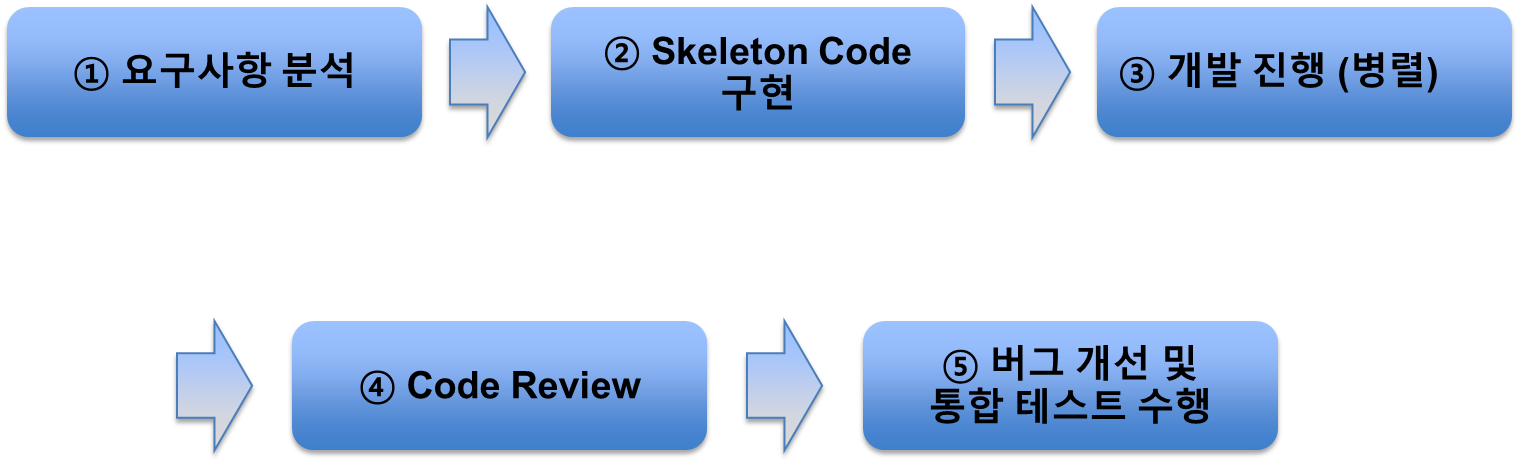 ① 요구사항 분석
② Skeleton Code
구현
③ 개발 진행 (병렬)
④ Code Review
⑤ 버그 개선 및
통합 테스트 수행